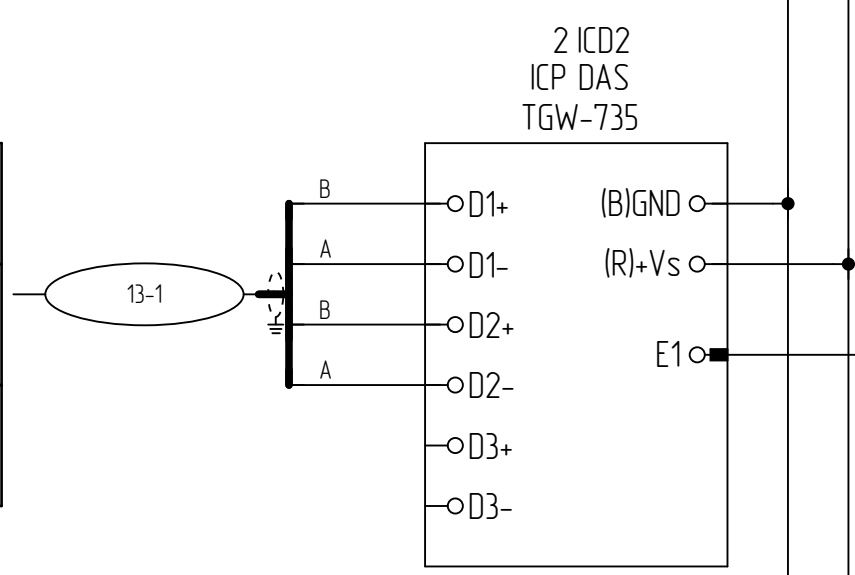 2 ICD2
ICP DAS
TGW-735
B
D1+
(B)GND
A
D1-
(R)+Vs
13-1
B
D2+
E1
A
D2-
D3+
D3-